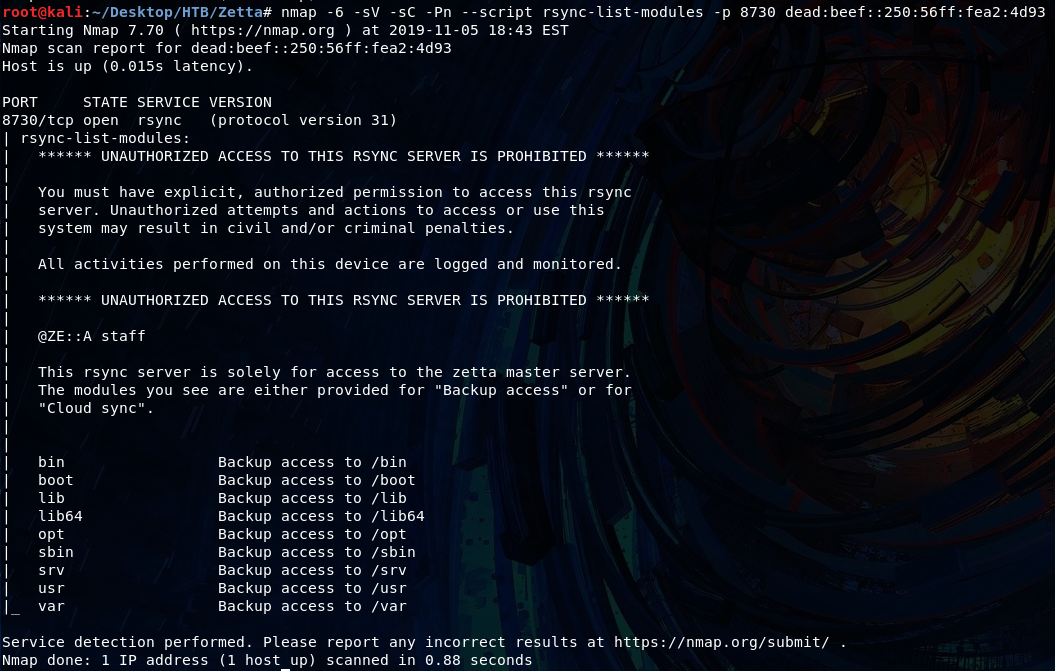 root@kali:~/Desktop/HTB/Zetta# nmap -6 -sV -sC -Pn --script rsync-list-modules -p 8730 dead:beef::250:56ff:fea2:4d93
Starting Nmap 7.70 ( https://nmap.org ) at 2019-11-05 18:43 EST
Nmap scan report for dead:beef::250:56ff:fea2:4d93
Host is up (0.015s latency).

PORT     STATE SERVICE VERSION
8730/tcp open  rsync   (protocol version 31)
| rsync-list-modules:
|   ****** UNAUTHORIZED ACCESS TO THIS RSYNC SERVER IS PROHIBITED ******
|
|   You must have explicit, authorized permission to access this rsync
|   server. Unauthorized attempts and actions to access or use this
|   system may result in civil and/or criminal penalties.
|
|   All activities performed on this device are logged and monitored.
|
|   ****** UNAUTHORIZED ACCESS TO THIS RSYNC SERVER IS PROHIBITED ******
|
|   @ZE::A staff
|
|   This rsync server is solely for access to the zetta master server.
|   The modules you see are either provided for "Backup access" or for
|   "Cloud sync".
|
|
|   bin                 Backup access to /bin
|   boot                Backup access to /boot
|   lib                 Backup access to /lib
|   lib64               Backup access to /lib64
|   opt                 Backup access to /opt
|   sbin                Backup access to /sbin
|   srv                 Backup access to /srv
|   usr                 Backup access to /usr
|_  var                 Backup access to /var

Service detection performed. Please report any incorrect results at https://nmap.org/submit/ .
Nmap done: 1 IP address (1 host up) scanned in 0.88 seconds